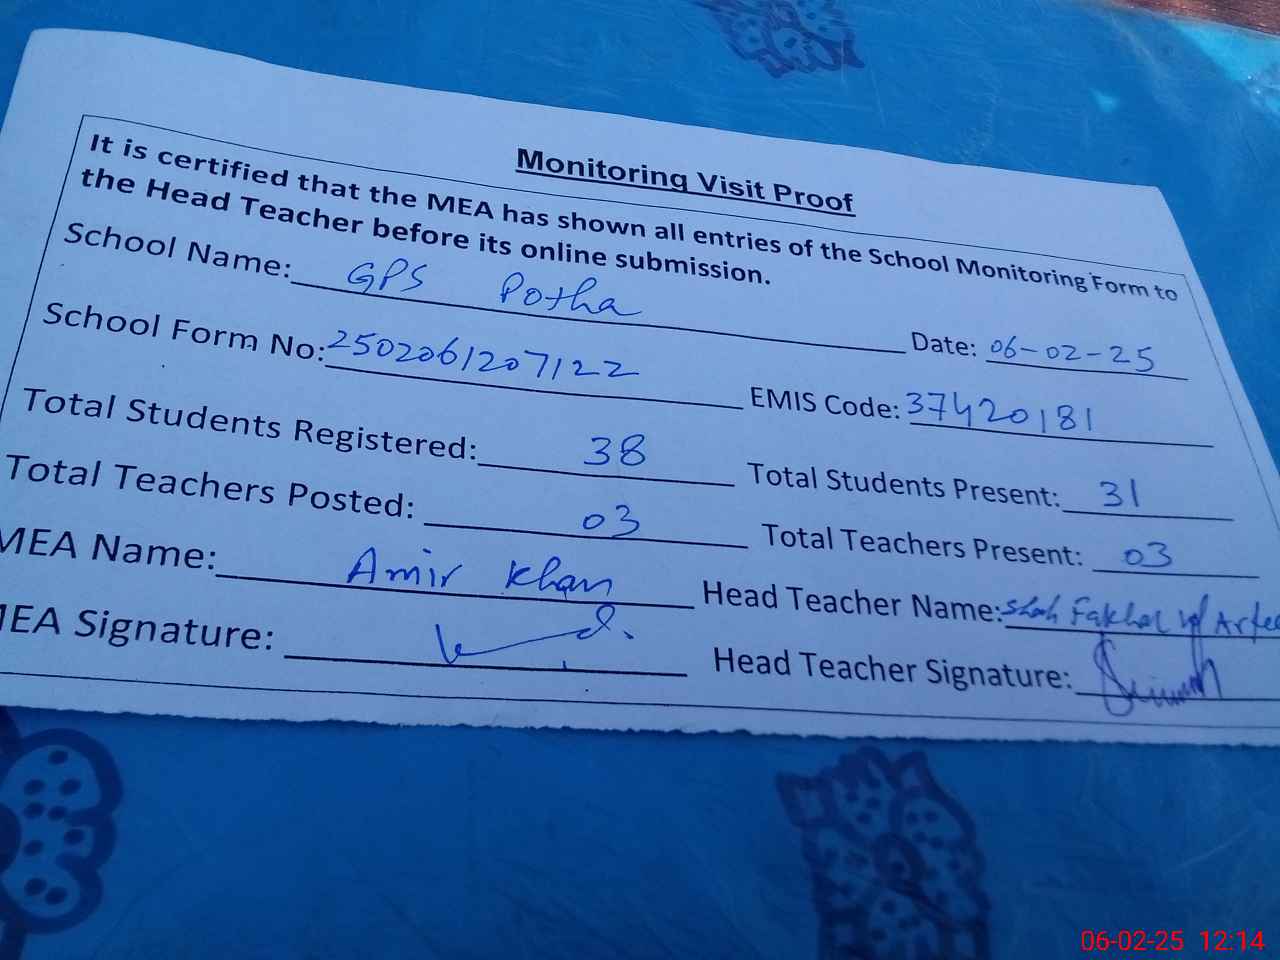 Monitoring Visit Proof
It is certified that the MEA has shown all entries of the School Monitoring Form to
the Head Teacher before its online submission.
School Name: GPS Potha Date: 06-02-25
School Form No: 2502061207122 EMIS Code: 37420181
Total Students Registered: 38 Total Students Present: 31
Total Teachers Posted: 03 Total Teachers Present: 03
MEA Name: Amir Khan Head Teacher Name: Shah
MEA Signature: Head Teacher Signature:
06-02-25 12:14